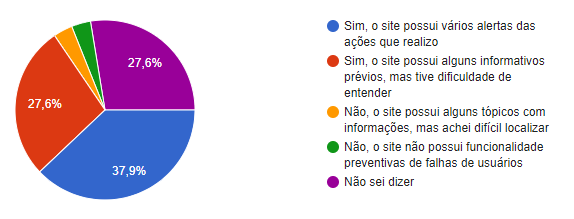 27,6%
27,6%
37,9%
Sim, o site possui vários alertas das
ações que realizo
Sim, o site possui alguns informativos
prévios, mas tive dificuldade de
entender
Não, o site possui alguns tópicos com
informações, mas achei difícil localizar
Não, o site não possui funcionalidade
preventivas de falhas de usuários
Não sei dizer